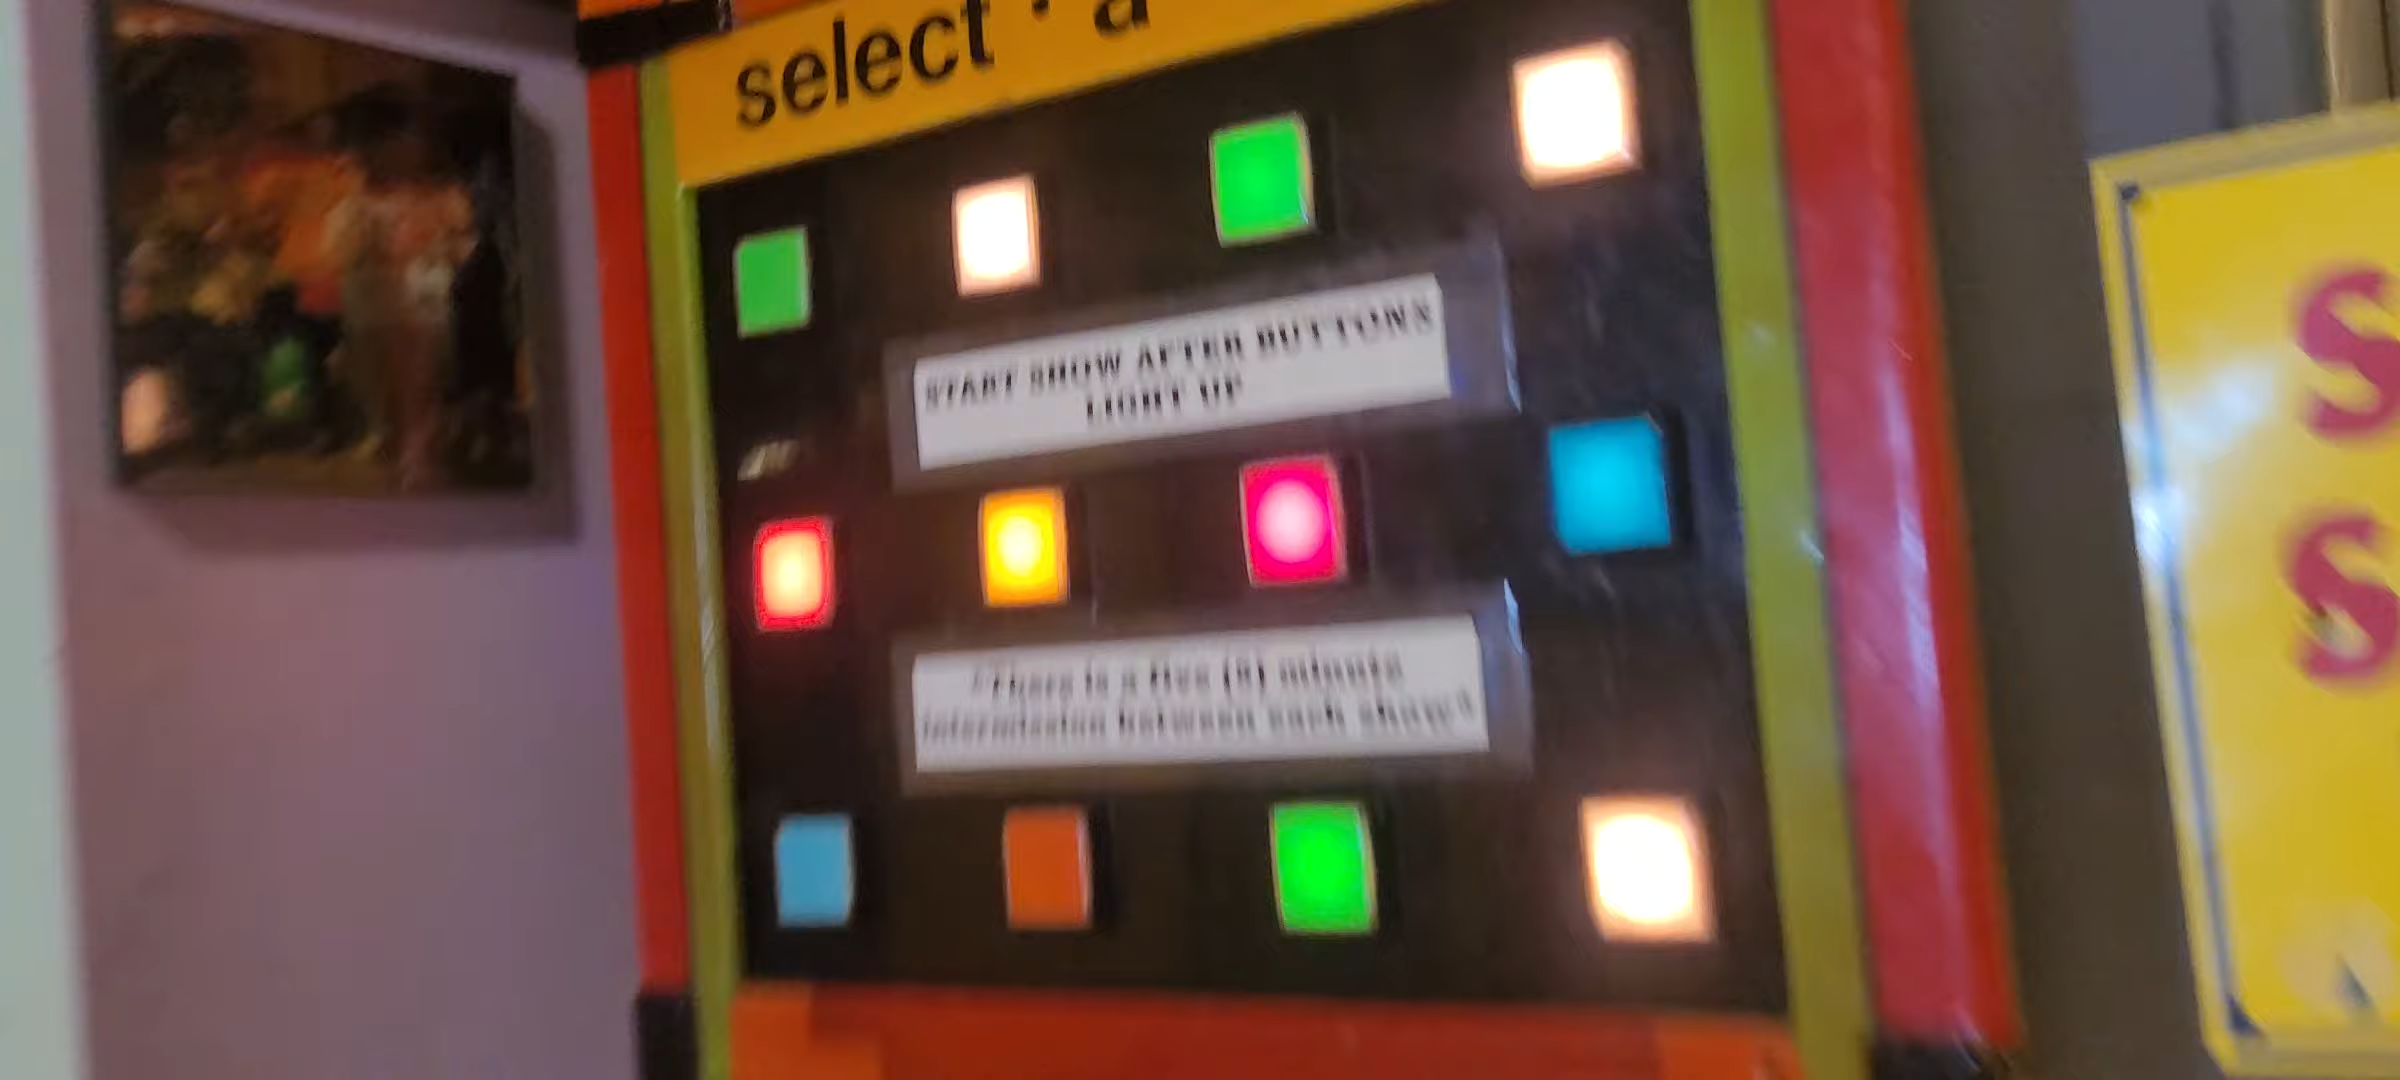 select · a
START SHOW AFTER BUTTONS
LIGHT UP
"There is a five (5) minute
intermission between each show"
S
S